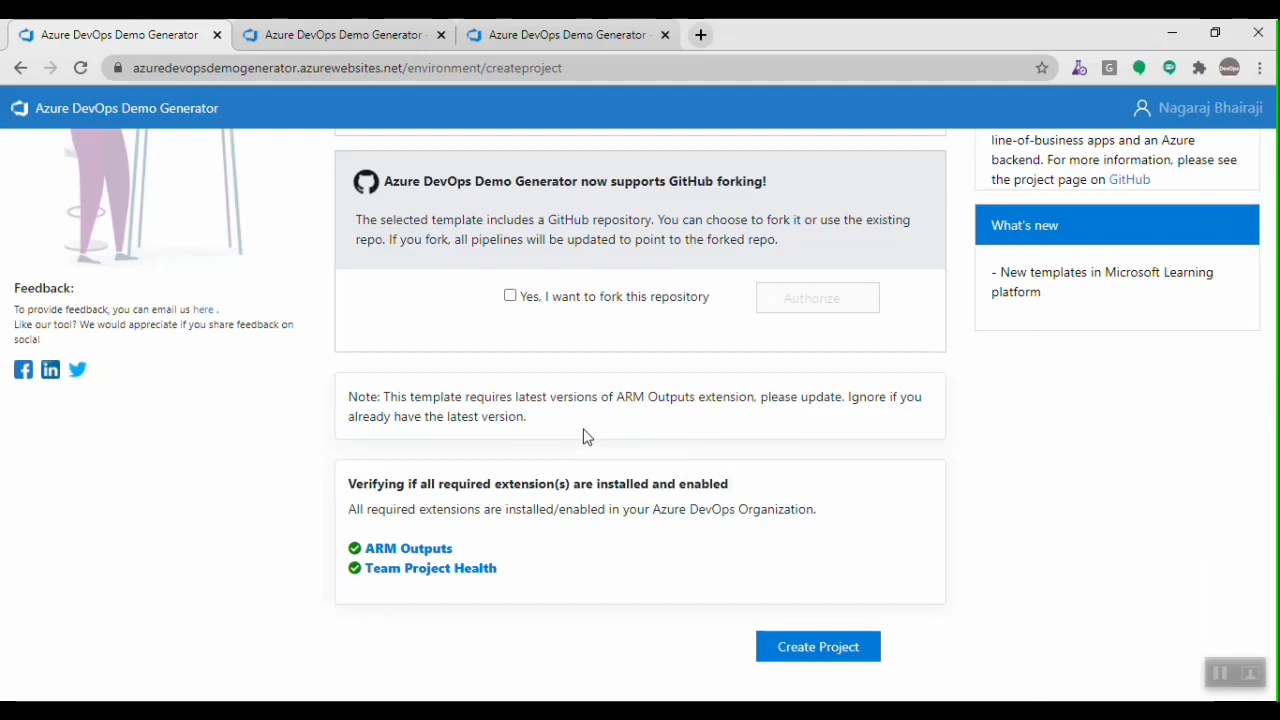 Azure DevOps Demo Generator
Azure DevOps Demo Generator
Azure DevOps Demo Generator
azuredevopsdemogenerator.azurewebsites.net/environment/createproject
G
DevOps
Azure DevOps Demo Generator
Nagaraj Bhairaji
line-of-business apps and an Azure
backend. For more information, please see
the project page on GitHub
Azure DevOps Demo Generator now supports GitHub forking!
The selected template includes a GitHub repository. You can choose to fork it or use the existing
repo. If you fork, all pipelines will be updated to point to the forked repo.
Yes, I want to fork this repository
Authorize
What's new
- New templates in Microsoft Learning
platform
Feedback:
To provide feedback, you can email us here .
Like our tool? We would appreciate if you share feedback on
social
Note: This template requires latest versions of ARM Outputs extension, please update. Ignore if you
already have the latest version.
Verifying if all required extension(s) are installed and enabled
All required extensions are installed/enabled in your Azure DevOps Organization.
ARM Outputs
Team Project Health
Create Project